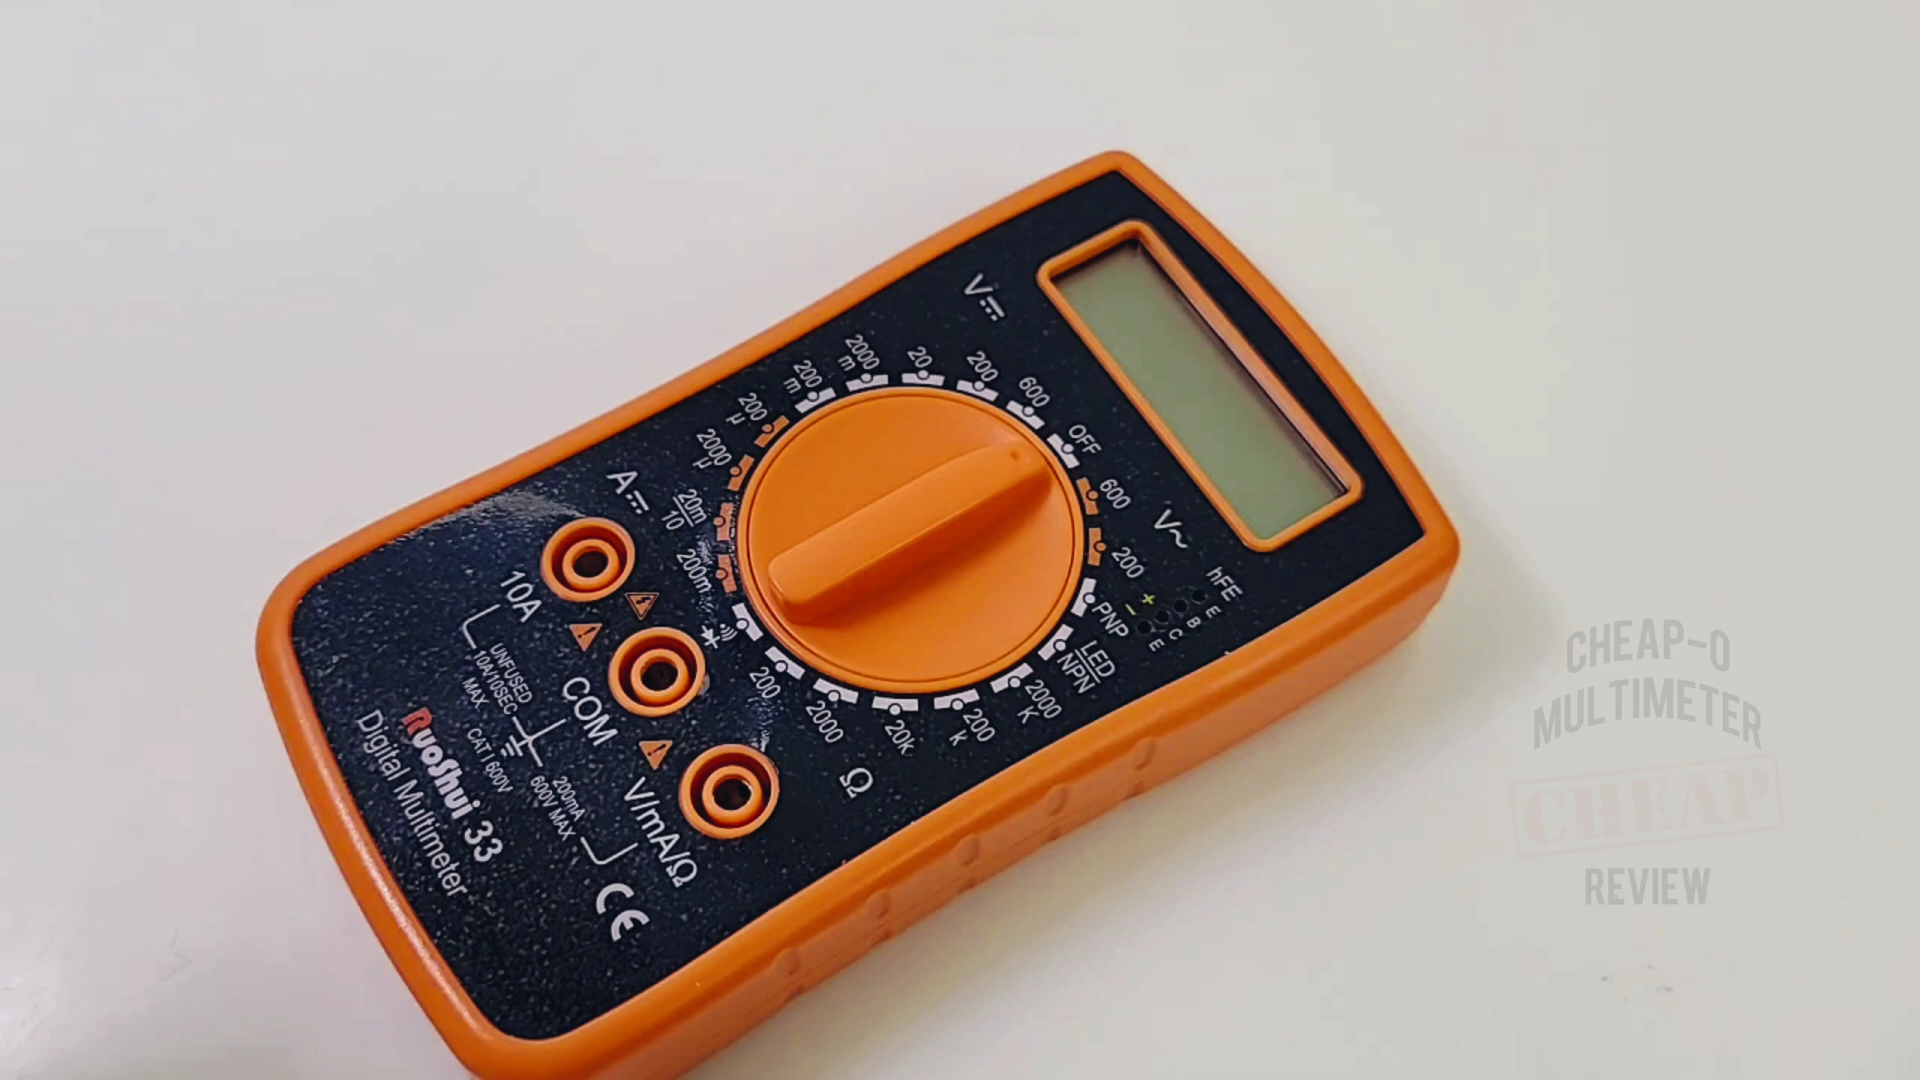 V⎓
2000
m
20
200
600
OFF
200
m
200
µ
2000
µ
A⎓
20m
10
200m
600
V~
200
hFE
E
B
C
E
+
−
PNP
LED
NPN
2000
K
200
k
20k
2000
200
Ω
10A
UNFUSED
10A/10SEC
MAX
COM
CAT I 600V
200mA
600V MAX
V/mA/Ω
RuoShui 33
Digital Multimeter
CE
CHEAP-O
MULTIMETER
CHEAP
REVIEW